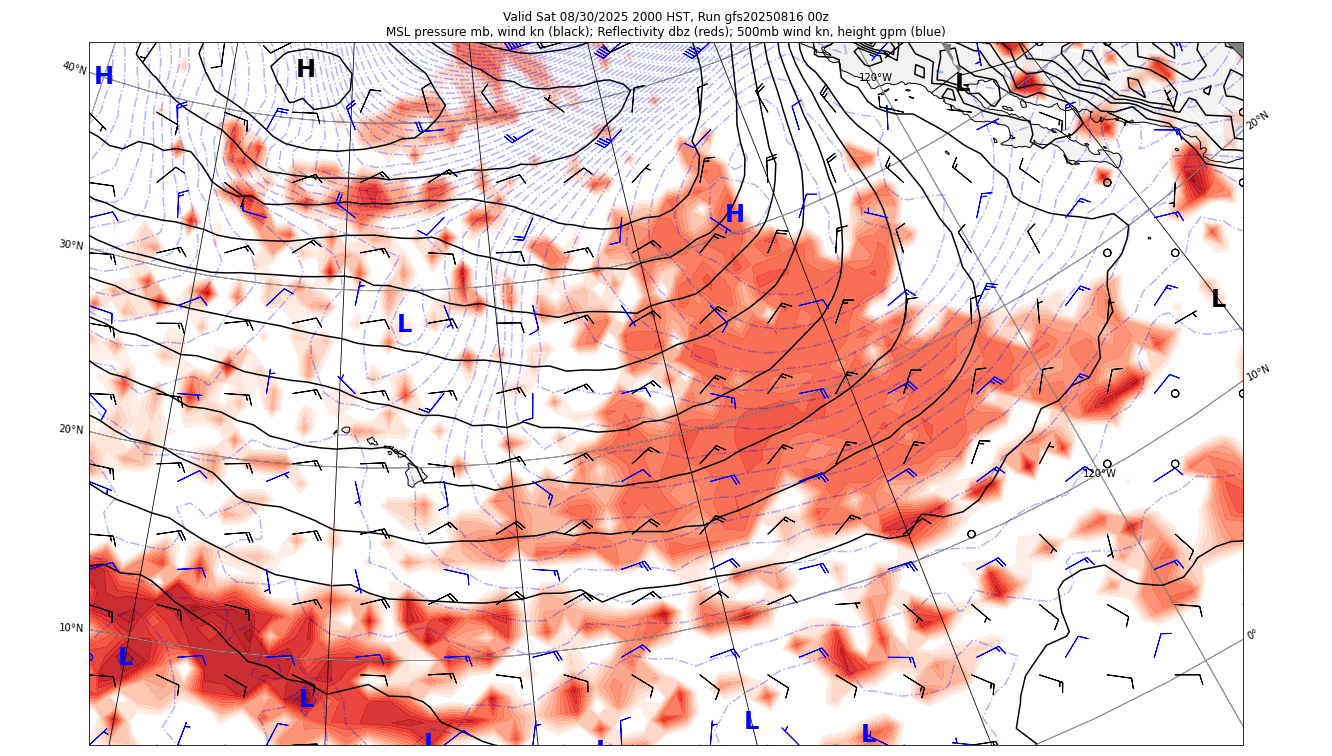 Valid Sat 08/30/2025 2000 HST, Run gfs20250816 00z
MSL pressure mb, wind kn (black); Reflectivity dbz (reds); 500mb wind kn, height gpm (blue)
40°N
H
H
120°W
L
20°N
30°N
H
L
L
10°N
20°N
120°W
10°N
0°
L
L
L
L
L